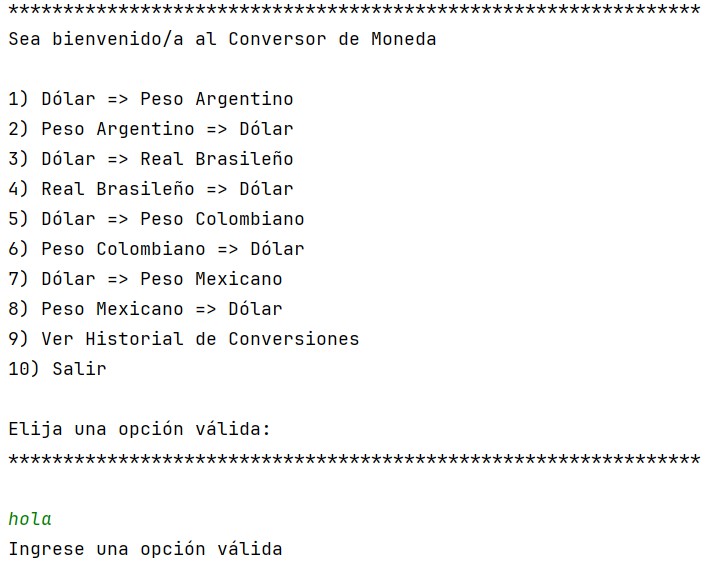 ***************************************************************
Sea bienvenido/a al Conversor de Moneda
1) Dólar => Peso Argentino
2) Peso Argentino => Dólar
3) Dólar => Real Brasileño
4) Real Brasileño => Dólar
5) Dólar => Peso Colombiano
6) Peso Colombiano => Dólar
7) Dólar => Peso Mexicano
8) Peso Mexicano => Dólar
9) Ver Historial de Conversiones
10) Salir
Elija una opción válida:
***************************************************************
hola
Ingrese una opción válida